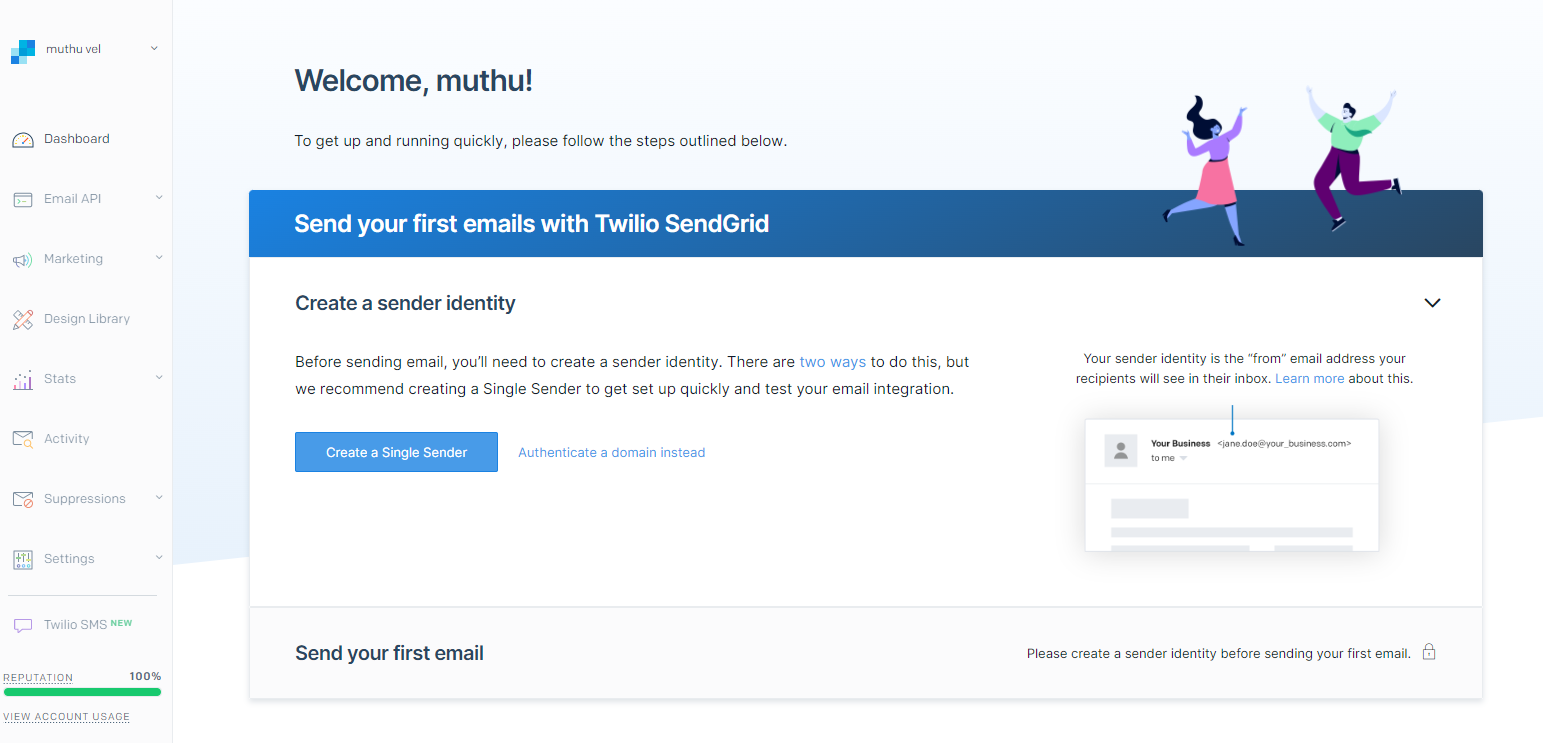 muthu vel
Dashboard
Email API
Marketing
Design Library
Stats
Activity
Suppressions
Settings
Twilio SMS NEW
REPUTATION 100%
VIEW ACCOUNT USAGE
Welcome, muthu!
To get up and running quickly, please follow the steps outlined below.
Send your first emails with Twilio SendGrid
Create a sender identity
Before sending email, you’ll need to create a sender identity. There are two ways to do this, but
we recommend creating a Single Sender to get set up quickly and test your email integration.
Create a Single Sender
Authenticate a domain instead
Your sender identity is the “from” email address your
recipients will see in their inbox. Learn more about this.
Your Business <jane.doe@your_business.com>
to me
Send your first email
Please create a sender identity before sending your first email.